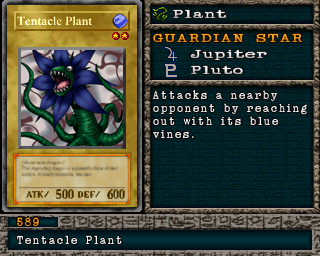 Tentacle Plant
ATK/ 500 DEF/ 600
Plant
GUARDIAN STAR
Jupiter
Pluto
Attacks a nearby
opponent by reaching
out with its blue
vines.
589
Tentacle Plant